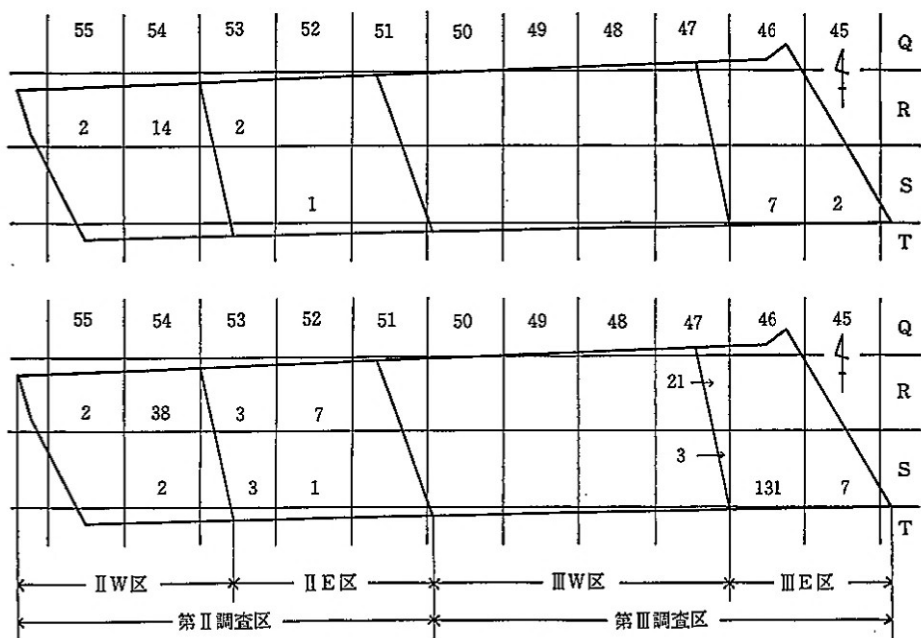 55 54 53 52 51 50 49 48 47 46 45 Q
2 14 2 R
1 7 2 S
T
55 54 53 52 51 50 49 48 47 46 45 Q
21→
2 38 3 7 R
3→
2 3 1 131 7 S
T
ⅡW区 ⅡE区 ⅢW区 ⅢE区
第Ⅱ調査区 第Ⅲ調査区